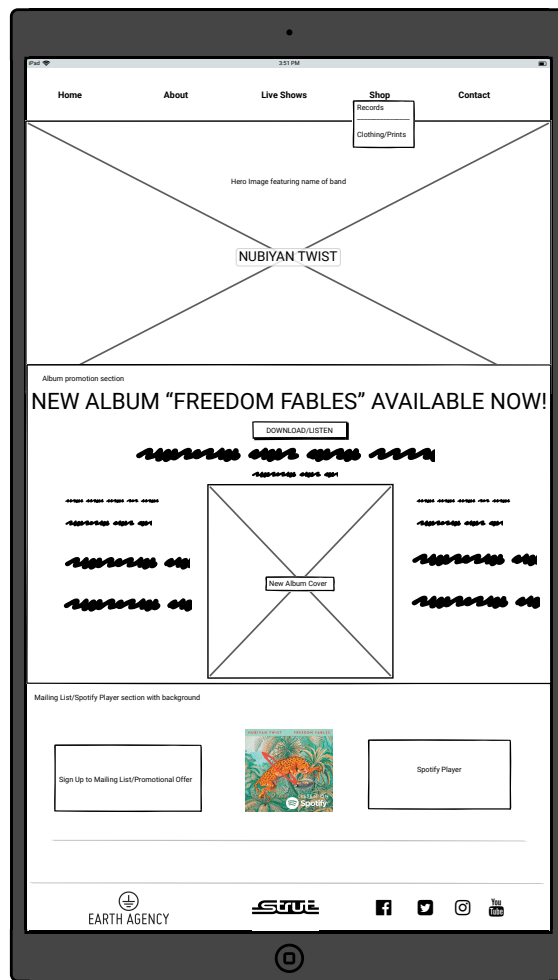 iPad
3:51 PM
Home About Live Shows Shop Contact
Records
Clothing/Prints
Hero Image featuring name of band
NUBIYAN TWIST
Album promotion section
NEW ALBUM “FREEDOM FABLES” AVAILABLE NOW!
DOWNLOAD/LISTEN
New Album Cover
Mailing List/Spotify Player section with background
NUBIYAN TWIST FREEDOM FABLES
Sign Up to Mailing List/Promotional Offer
Spotify
Spotify Player
EARTH AGENCY
Strut
You
Tube